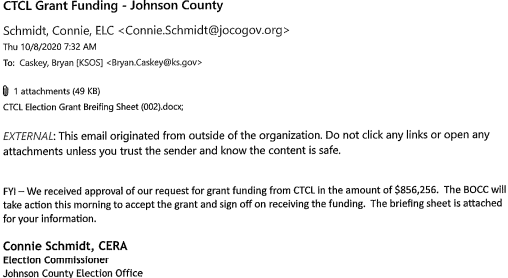 CTCL Grant Funding - Johnson County
Schmidt, Connie, ELC <Connie.Schmidt@jocogov.org>
Thu 10/8/2020 7:32 AM
To: Caskey, Bryan [KSOS] <Bryan.Caskey@ks.gov>
1 attachments (49 KB)
CTCL Election Grant Breifing Sheet (002).docx;
EXTERNAL: This email originated from outside of the organization. Do not click any links or open any
attachments unless you trust the sender and know the content is safe.
FYI – We received approval of our request for grant funding from CTCL in the amount of $856,256. The BOCC will
take action this morning to accept the grant and sign off on receiving the funding. The briefing sheet is attached
for your information.
Connie Schmidt, CERA
Election Commissioner
Johnson County Election Office